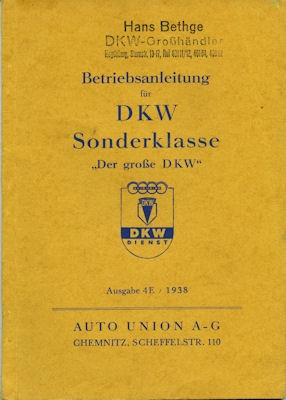 Hans Bethge
DKW-Großhändler
Betriebsanleitung
für
DKW
Sonderklasse
„Der große DKW“
DKW
DIENST
Ausgabe 4E / 1938
AUTO UNION A-G
CHEMNITZ, SCHEFFELSTR. 110